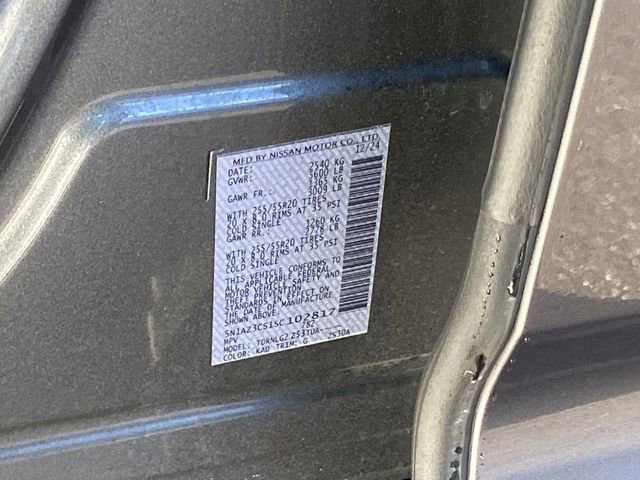 MFD BY NISSAN MOTOR CO., LTD.
DATE: 12/24
GVWR: 2540 KG
5600 LB
GAWR FR.: 1365 KG
3009 LB
WITH 255/55R20 TIRES
20 X 8.0 RIMS AT 35 PSI
COLD SINGLE
GAWR RR.: 1260 KG
2778 LB
WITH 255/55R20 TIRES
20 X 8.0 RIMS AT 35 PSI
COLD SINGLE
THIS VEHICLE CONFORMS TO
ALL APPLICABLE FEDERAL
MOTOR VEHICLE SAFETY AND
THEFT PREVENTION
STANDARDS IN EFFECT ON
THE DATE OF MANUFACTURE
5N1AZ3CS1SC102817
MPV 782
MODEL: TDRNLG2 Z53TUA-
COLOR: KAD TRIM: G 2S30A